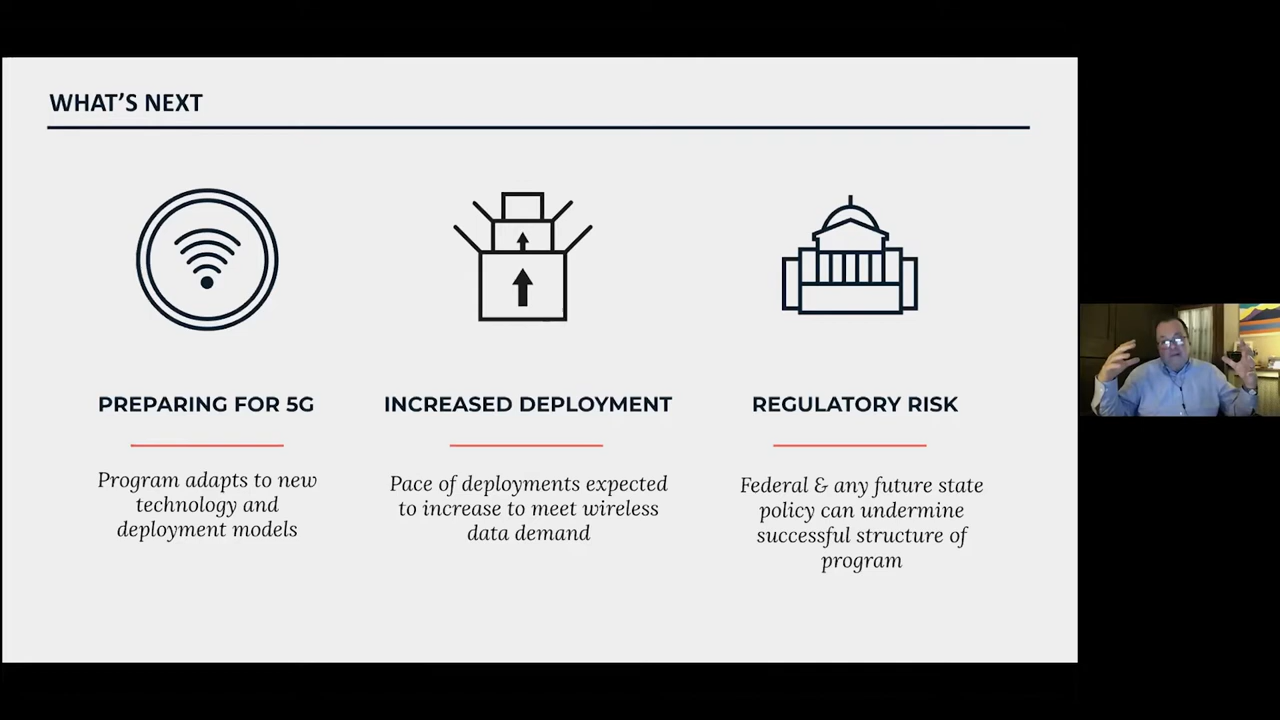 WHAT’S NEXT
PREPARING FOR 5G
Program adapts to new
technology and
deployment models
INCREASED DEPLOYMENT
Pace of deployments expected
to increase to meet wireless
data demand
REGULATORY RISK
Federal & any future state
policy can undermine
successful structure of
program